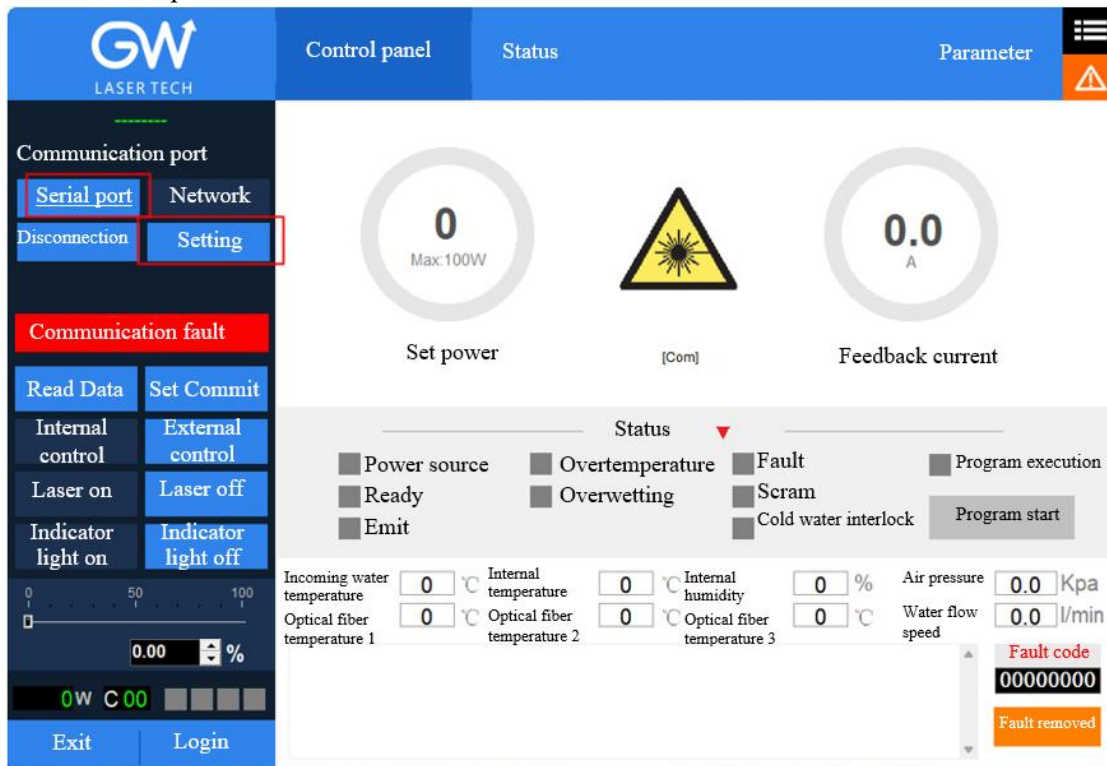 GW
LASER TECH
Control panel
Status
Parameter
--------
Communication port
Serial port
Network
Disconnection
Setting
Communication fault
Read Data
Set Commit
Internal
control
External
control
Laser on
Laser off
Indicator
light on
Indicator
light off
0 50 100
0.00 %
0W C 00
Exit
Login
0
Max:100W
Set power
[Com]
0.0
A
Feedback current
Status
Power source
Overtemperature
Fault
Program execution
Ready
Overwetting
Scram
Emit
Cold water interlock
Program start
Incoming water
temperature
0 ℃
Internal
temperature
0 ℃
Internal
humidity
0 %
Air pressure
0.0 Kpa
Optical fiber
temperature 1
0 ℃
Optical fiber
temperature 2
0 ℃
Optical fiber
temperature 3
0 ℃
Water flow
speed
0.0 l/min
Fault code
00000000
Fault removed